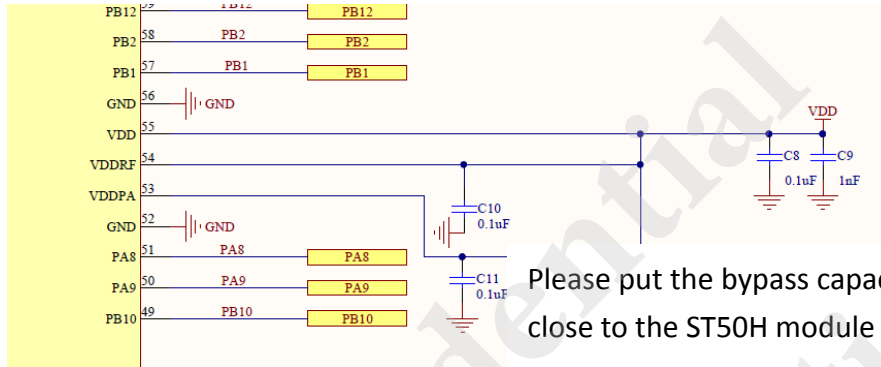 PB12 59 PB12 PB12
PB2 58 PB2 PB2
PB1 57 PB1 PB1
GND 56 GND
VDD 55 VDD
VDDRF 54
C8 C9
0.1uF 1nF
VDDPA 53
C10
0.1uF
GND 52 GND
PA8 51 PA8 PA8
C11
0.1uF
PA9 50 PA9 PA9
PB10 49 PB10 PB10
Please put the bypass capac
close to the ST50H module
dential